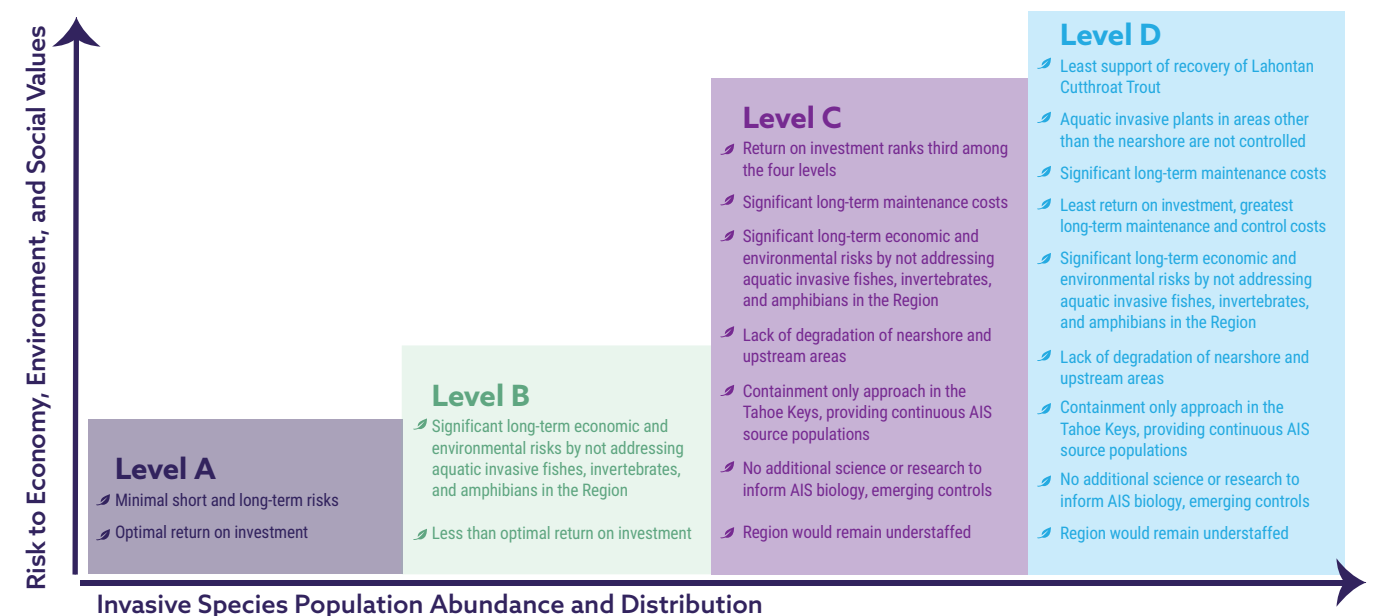 Risk to Economy, Environment, and Social Values
Level A
Minimal short and long-term risks
Optimal return on investment
Level B
Significant long-term economic and
environmental risks by not addressing
aquatic invasive fishes, invertebrates,
and amphibians in the Region
Less than optimal return on investment
Level C
Return on investment ranks third among
the four levels
Significant long-term maintenance costs
Significant long-term economic and
environmental risks by not addressing
aquatic invasive fishes, invertebrates,
and amphibians in the Region
Lack of degradation of nearshore and
upstream areas
Containment only approach in the
Tahoe Keys, providing continuous AIS
source populations
No additional science or research to
inform AIS biology, emerging controls
Region would remain understaffed
Level D
Least support of recovery of Lahontan
Cutthroat Trout
Aquatic invasive plants in areas other
than the nearshore are not controlled
Significant long-term maintenance costs
Least return on investment, greatest
long-term maintenance and control costs
Significant long-term economic and
environmental risks by not addressing
aquatic invasive fishes, invertebrates,
and amphibians in the Region
Lack of degradation of nearshore and
upstream areas
Containment only approach in the
Tahoe Keys, providing continuous AIS
source populations
No additional science or research to
inform AIS biology, emerging controls
Region would remain understaffed
Invasive Species Population Abundance and Distribution